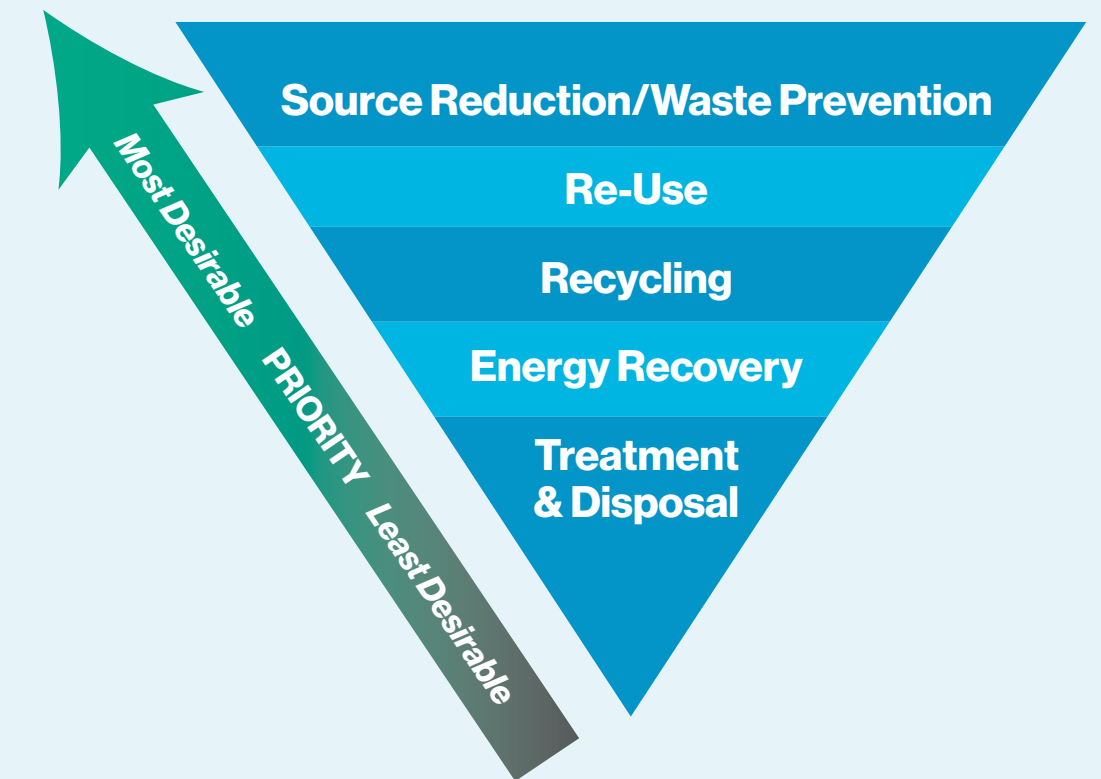 Source Reduction/Waste Prevention
Re-Use
Recycling
Energy Recovery
Treatment
& Disposal
Most Desirable PRIORITY Least Desirable